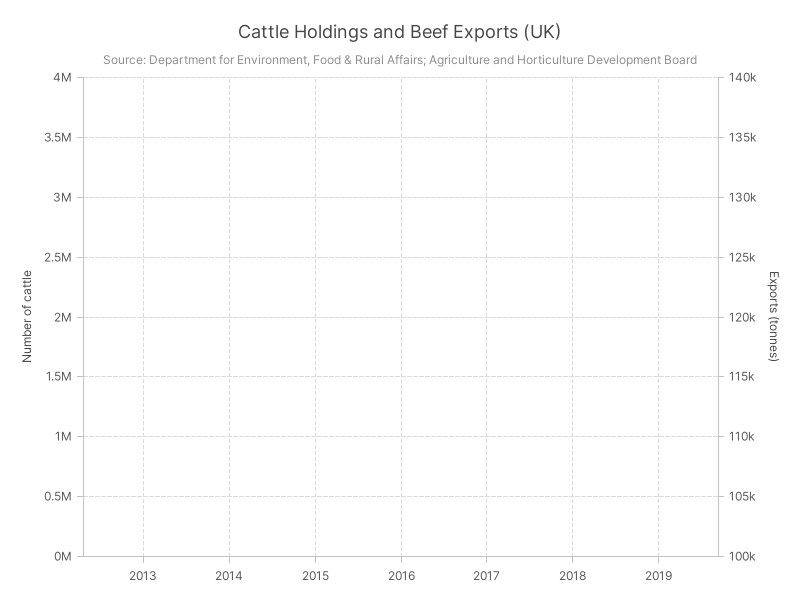 Cattle Holdings and Beef Exports (UK)
Source: Department for Environment, Food & Rural Affairs; Agriculture and Horticulture Development Board
4M
3.5M
3M
2.5M
2M
1.5M
1M
0.5M
0M
Number of cattle
140k
135k
130k
125k
120k
115k
110k
105k
100k
Exports (tonnes)
2013
2014
2015
2016
2017
2018
2019